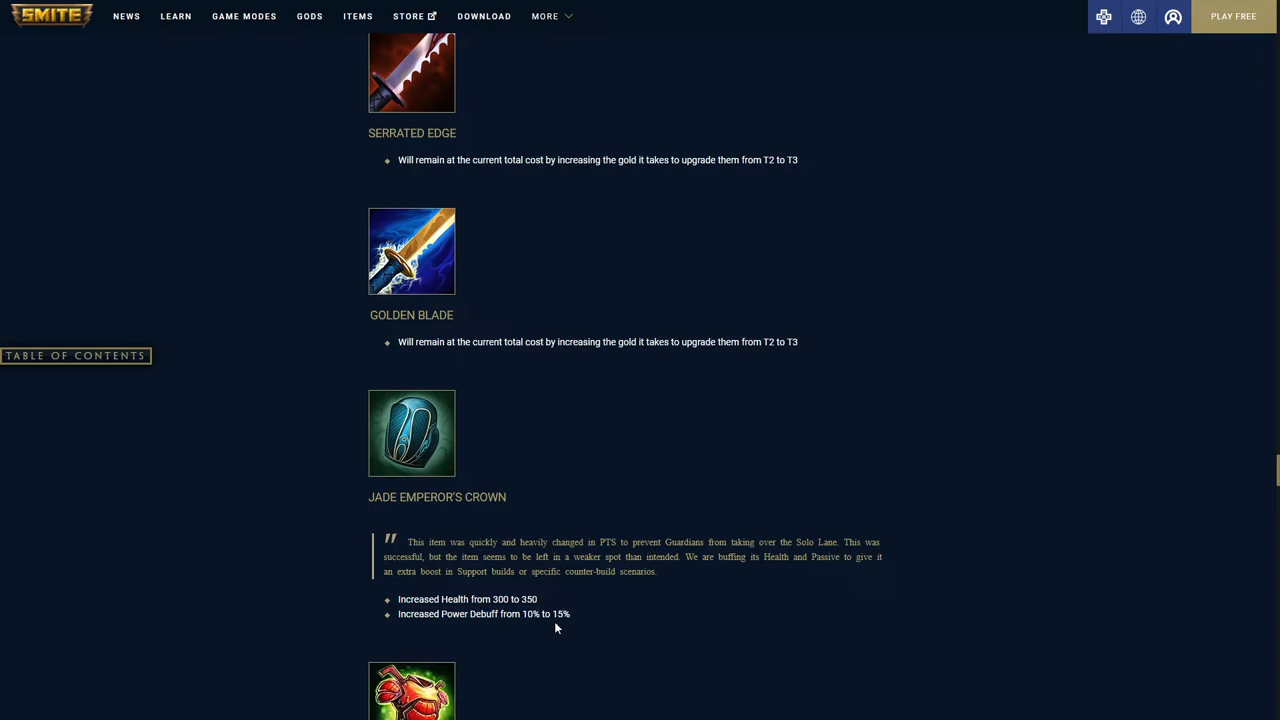 SMITE NEWS LEARN GAME MODES GODS ITEMS STORE DOWNLOAD MORE PLAY FREE
SERRATED EDGE
Will remain at the current total cost by increasing the gold it takes to upgrade them from T2 to T3
GOLDEN BLADE
Will remain at the current total cost by increasing the gold it takes to upgrade them from T2 to T3
TABLE OF CONTENTS
JADE EMPEROR'S CROWN
" This item was quickly and heavily changed in PTS to prevent Guardians from taking over the Solo Lane. This was
successful, but the item seems to be left in a weaker spot than intended. We are buffing its Health and Passive to give it
an extra boost in Support builds or specific counter-build scenarios.
Increased Health from 300 to 350
Increased Power Debuff from 10% to 15%